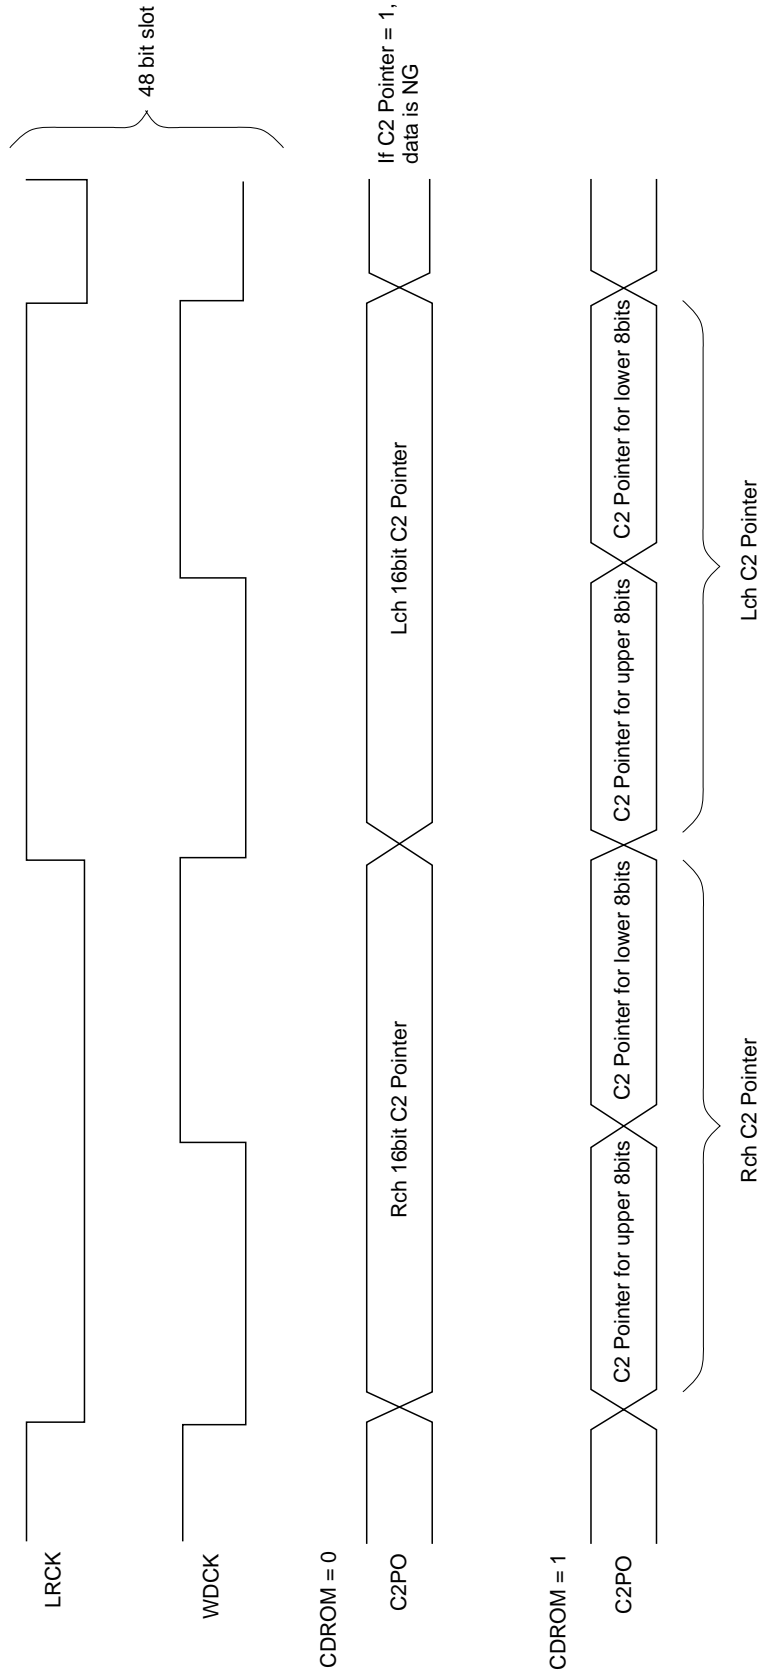 LRCK
48 bit slot
WDCK
CDROM = 0
C2PO
Rch 16bit C2 Pointer
Lch 16bit C2 Pointer
If C2 Pointer = 1,
data is NG
CDROM = 1
C2PO
C2 Pointer for upper 8bits
C2 Pointer for lower 8bits
C2 Pointer for upper 8bits
C2 Pointer for lower 8bits
Rch C2 Pointer
Lch C2 Pointer